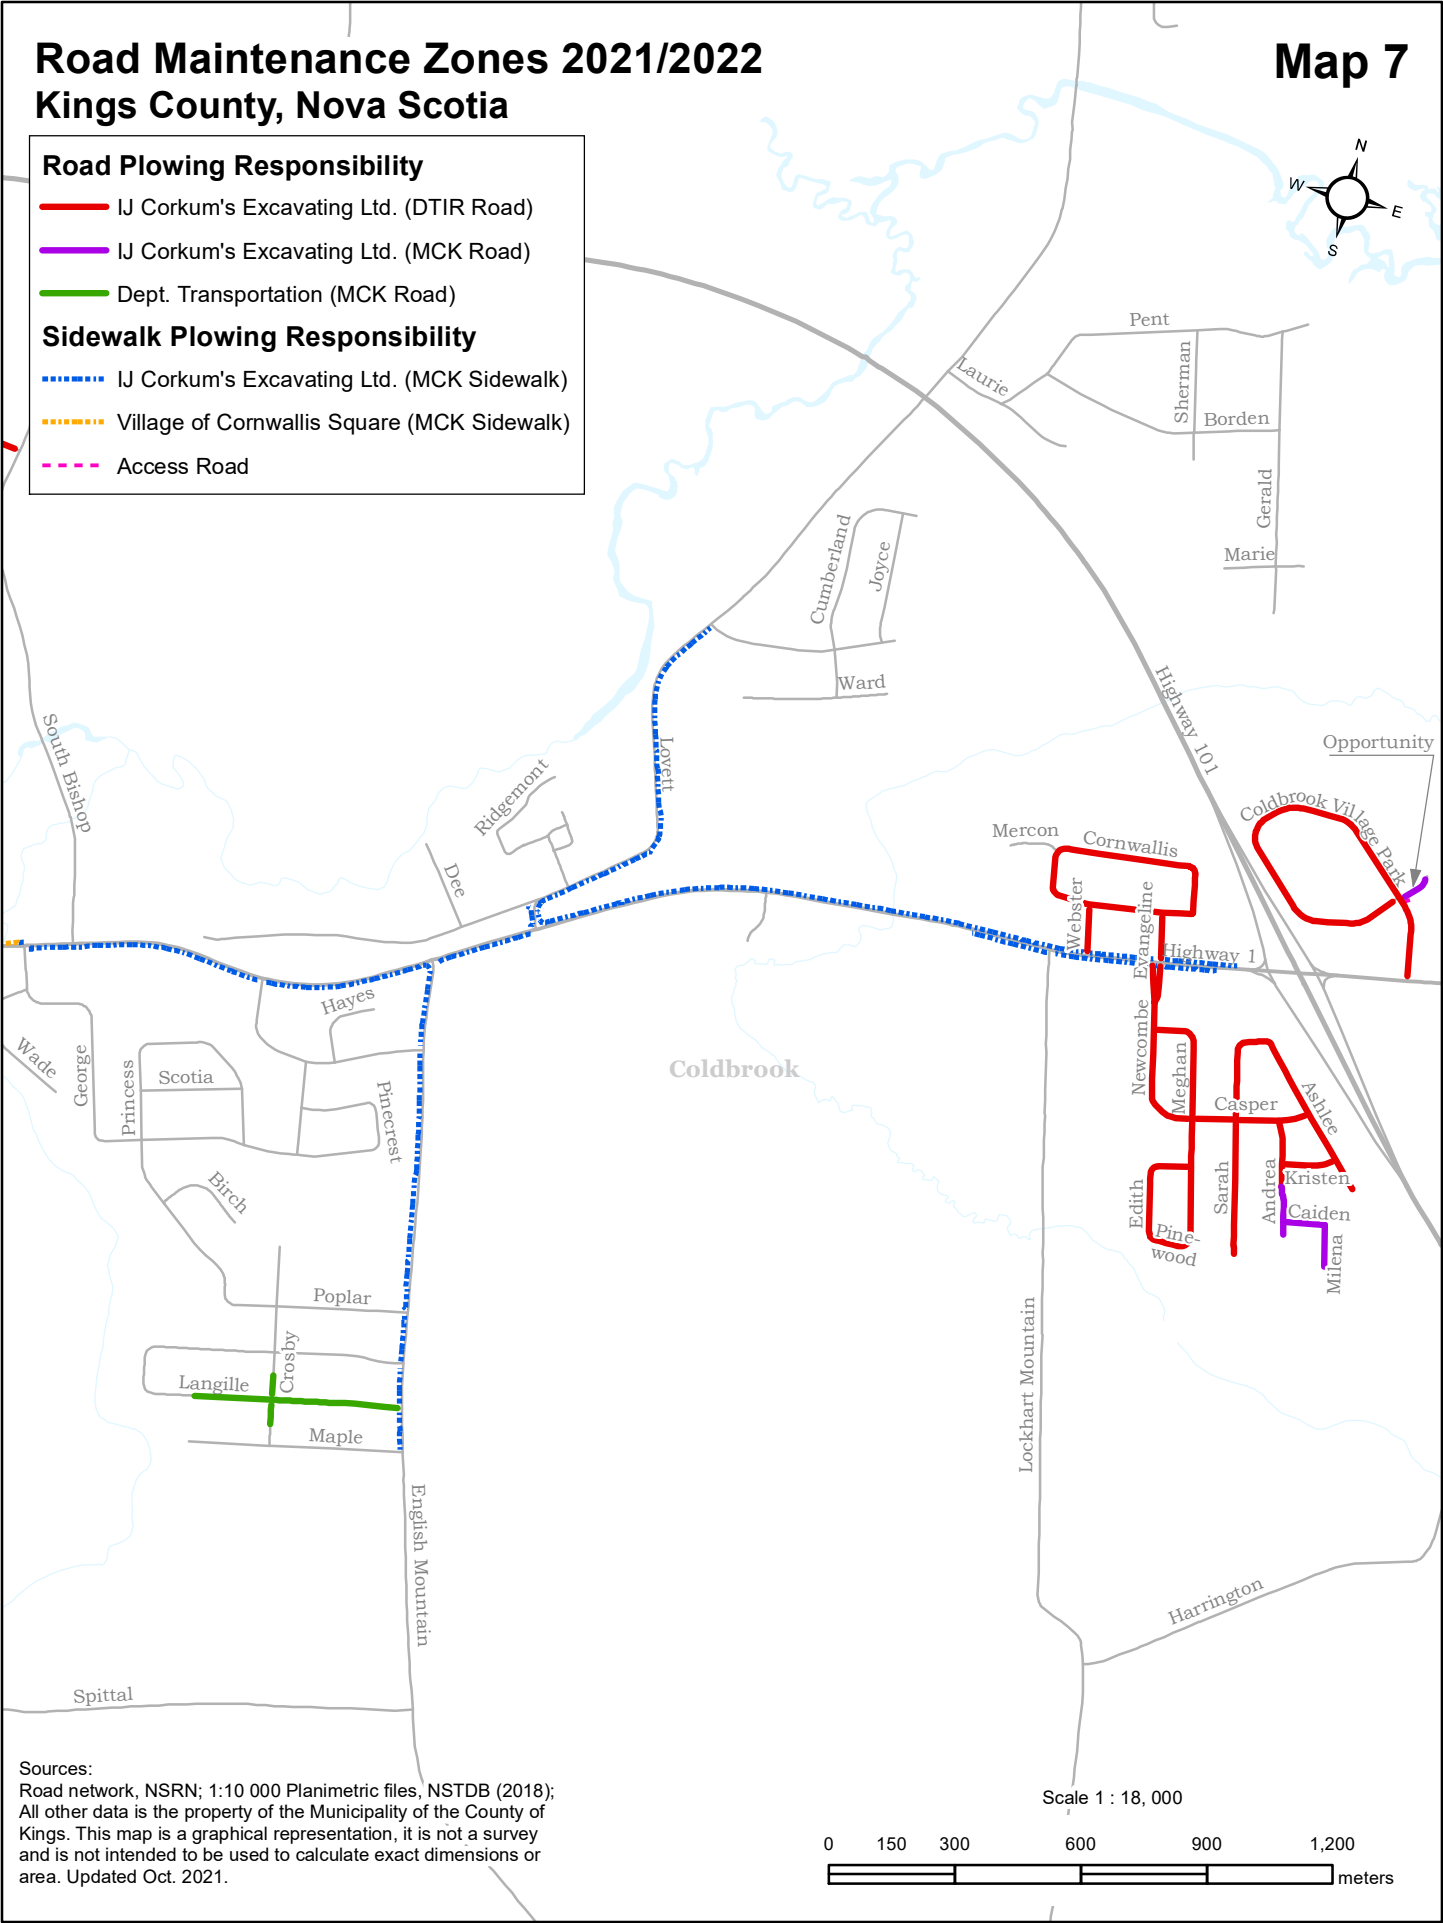 Road Maintenance Zones 2021/2022
Kings County, Nova Scotia
Map 7
Road Plowing Responsibility
IJ Corkum's Excavating Ltd. (DTIR Road)
IJ Corkum's Excavating Ltd. (MCK Road)
Dept. Transportation (MCK Road)
Sidewalk Plowing Responsibility
IJ Corkum's Excavating Ltd. (MCK Sidewalk)
Village of Cornwallis Square (MCK Sidewalk)
Access Road
N
W
E
S
Pent
Laurie
Sherman
Borden
Gerald
Marie
Cumberland
Joyce
Ward
Highway 101
South Bishop
Lovett
Opportunity
Ridgemont
Coldbrook Village Park
Mercon
Cornwallis
Dee
Webster
Evangeline
Highway 1
Hayes
Wade
George
Princess
Scotia
Pinecrest
Coldbrook
Newcombe
Meghan
Casper
Ashlee
Birch
Edith
Sarah
Andrea
Kristen
Caiden
Pine-
wood
Milena
Poplar
Crosby
Langille
Maple
Lockhart Mountain
English Mountain
Harrington
Spittal
Sources:
Road network, NSRN; 1:10 000 Planimetric files, NSTDB (2018);
All other data is the property of the Municipality of the County of
Kings. This map is a graphical representation, it is not a survey
and is not intended to be used to calculate exact dimensions or
area. Updated Oct. 2021.
Scale 1 : 18, 000
0 150 300 600 900 1,200
meters